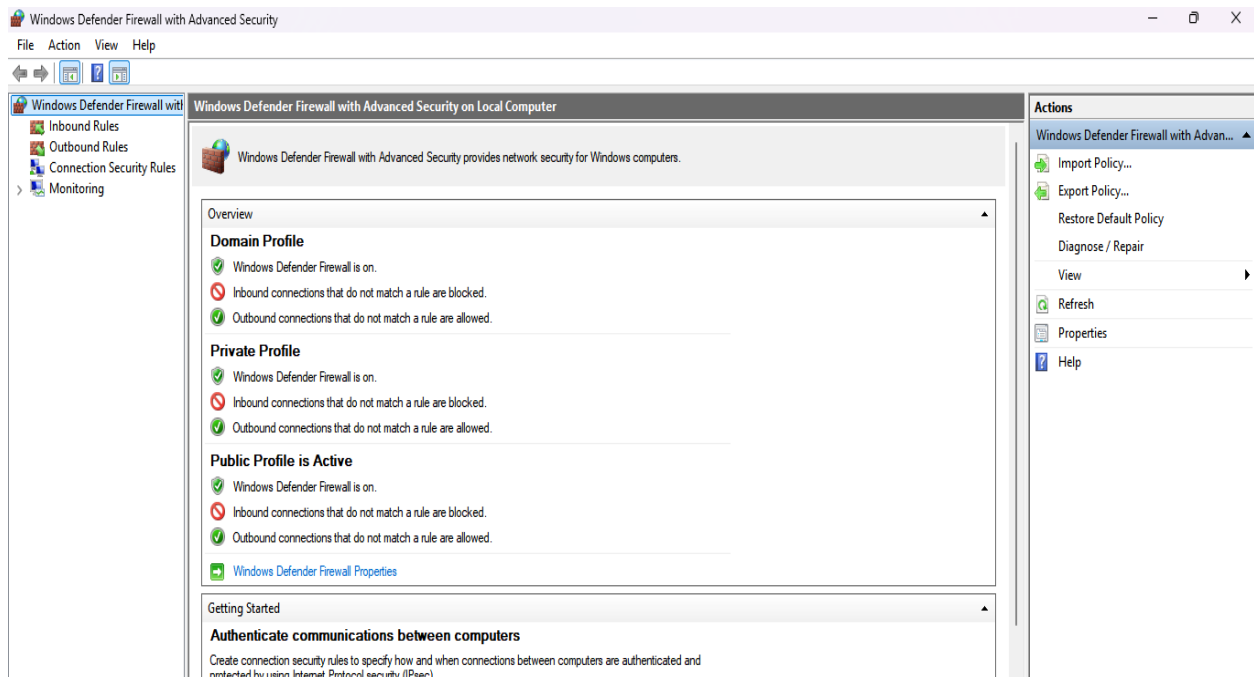 Windows Defender Firewall with Advanced Security
File Action View Help
Windows Defender Firewall with
Inbound Rules
Outbound Rules
Connection Security Rules
Monitoring
Windows Defender Firewall with Advanced Security on Local Computer
Windows Defender Firewall with Advanced Security provides network security for Windows computers.
Overview
Domain Profile
Windows Defender Firewall is on.
Inbound connections that do not match a rule are blocked.
Outbound connections that do not match a rule are allowed.
Private Profile
Windows Defender Firewall is on.
Inbound connections that do not match a rule are blocked.
Outbound connections that do not match a rule are allowed.
Public Profile is Active
Windows Defender Firewall is on.
Inbound connections that do not match a rule are blocked.
Outbound connections that do not match a rule are allowed.
Windows Defender Firewall Properties
Getting Started
Authenticate communications between computers
Create connection security rules to specify how and when connections between computers are authenticated and
protected by using Internet Protocol security (IPsec).
Actions
Windows Defender Firewall with Advan...
Import Policy...
Export Policy...
Restore Default Policy
Diagnose / Repair
View
Refresh
Properties
Help